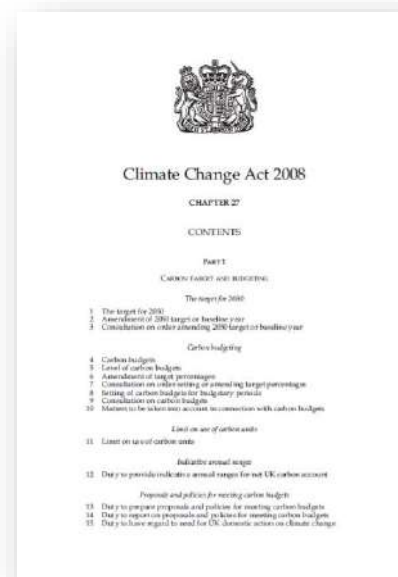 Climate Change Act 2008
CHAPTER 27
CONTENTS
PART 1
CARBON TARGET AND BUDGETING
The target for 2050
1 The target for 2050
2 Amendment of 2050 target or baseline year
3 Consultation on order amending 2050 target or baseline year
Carbon budgeting
4 Carbon budgets
5 Level of carbon budgets
6 Amendment of target percentages
7 Consultation on order setting or amending target percentages
8 Setting of carbon budgets for budgetary periods
9 Consultation on carbon budgets
10 Matters to be taken into account in connection with carbon budgets
Limit on use of carbon units
11 Limit on use of carbon units
Indicative annual ranges
12 Duty to provide indicative annual ranges for net UK carbon account
Proposals and policies for meeting carbon budgets
13 Duty to prepare proposals and policies for meeting carbon budgets
14 Duty to report on proposals and policies for meeting carbon budgets
15 Duty to have regard to need for UK domestic action on climate change